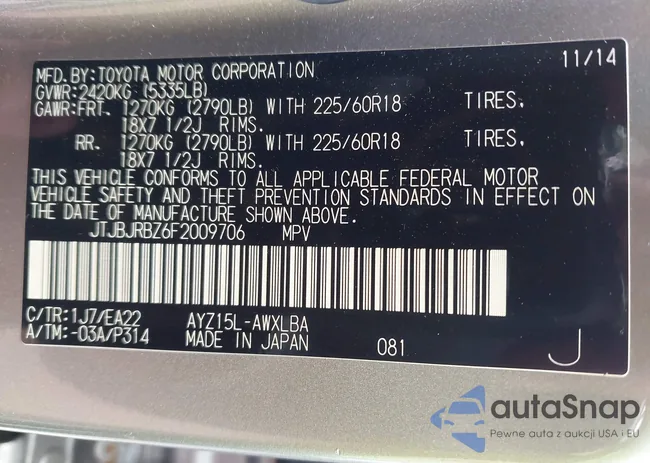 MFD.BY:TOYOTA MOTOR CORPORATION 11/14
GVWR:2420KG (5335LB)
GAWR:FRT. 1270KG (2790LB) WITH 225/60R18 TIRES.
18X7 1/2J RIMS.
RR. 1270KG (2790LB) WITH 225/60R18 TIRES.
18X7 1/2J RIMS.
THIS VEHICLE CONFORMS TO ALL APPLICABLE FEDERAL MOTOR
VEHICLE SAFETY AND THEFT PREVENTION STANDARDS IN EFFECT ON
THE DATE OF MANUFACTURE SHOWN ABOVE.
JTJBJRBZ6F2009706 MPV
C/TR:1J7/EA22 AYZ15L-AWXLBA
A/TM:-03A/P314 MADE IN JAPAN 081 J
autaSnap
Pewne auta z aukcji USA i EU